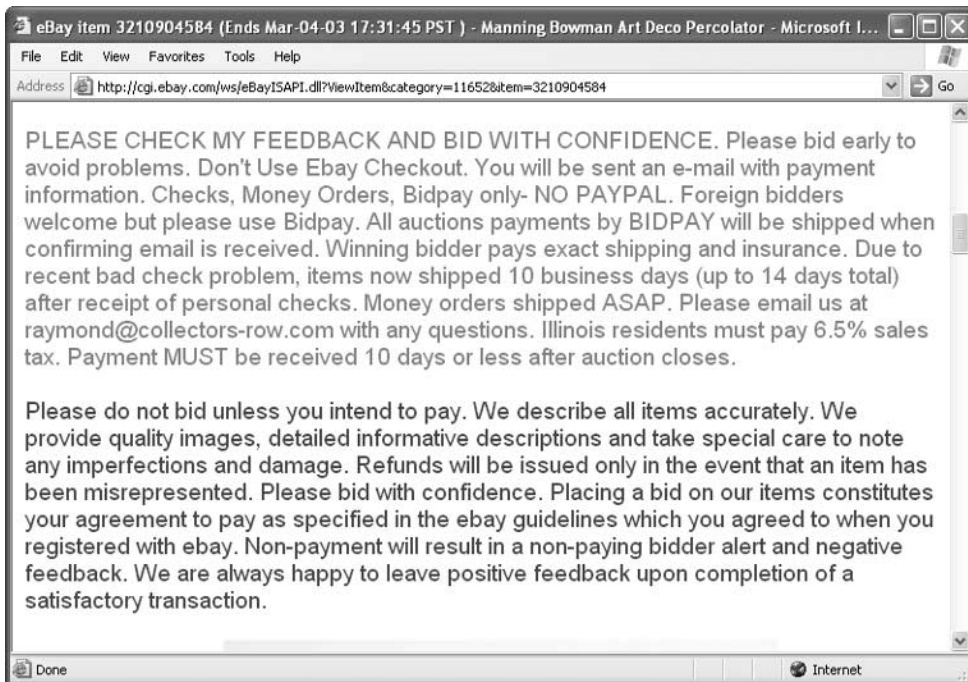 eBay item 3210904584 (Ends Mar-04-03 17:31:45 PST ) - Manning Bowman Art Deco Percolator - Microsoft I...
File Edit View Favorites Tools Help
Address http://cgi.ebay.com/ws/eBayISAPI.dll?ViewItem&category=11652&item=3210904584 Go
PLEASE CHECK MY FEEDBACK AND BID WITH CONFIDENCE. Please bid early to
avoid problems. Don't Use Ebay Checkout. You will be sent an e-mail with payment
information. Checks, Money Orders, Bidpay only- NO PAYPAL. Foreign bidders
welcome but please use Bidpay. All auctions payments by BIDPAY will be shipped when
confirming email is received. Winning bidder pays exact shipping and insurance. Due to
recent bad check problem, items now shipped 10 business days (up to 14 days total)
after receipt of personal checks. Money orders shipped ASAP. Please email us at
raymond@collectors-row.com with any questions. Illinois residents must pay 6.5% sales
tax. Payment MUST be received 10 days or less after auction closes.
Please do not bid unless you intend to pay. We describe all items accurately. We
provide quality images, detailed informative descriptions and take special care to note
any imperfections and damage. Refunds will be issued only in the event that an item has
been misrepresented. Please bid with confidence. Placing a bid on our items constitutes
your agreement to pay as specified in the ebay guidelines which you agreed to when you
registered with ebay. Non-payment will result in a non-paying bidder alert and negative
feedback. We are always happy to leave positive feedback upon completion of a
satisfactory transaction.
Done Internet